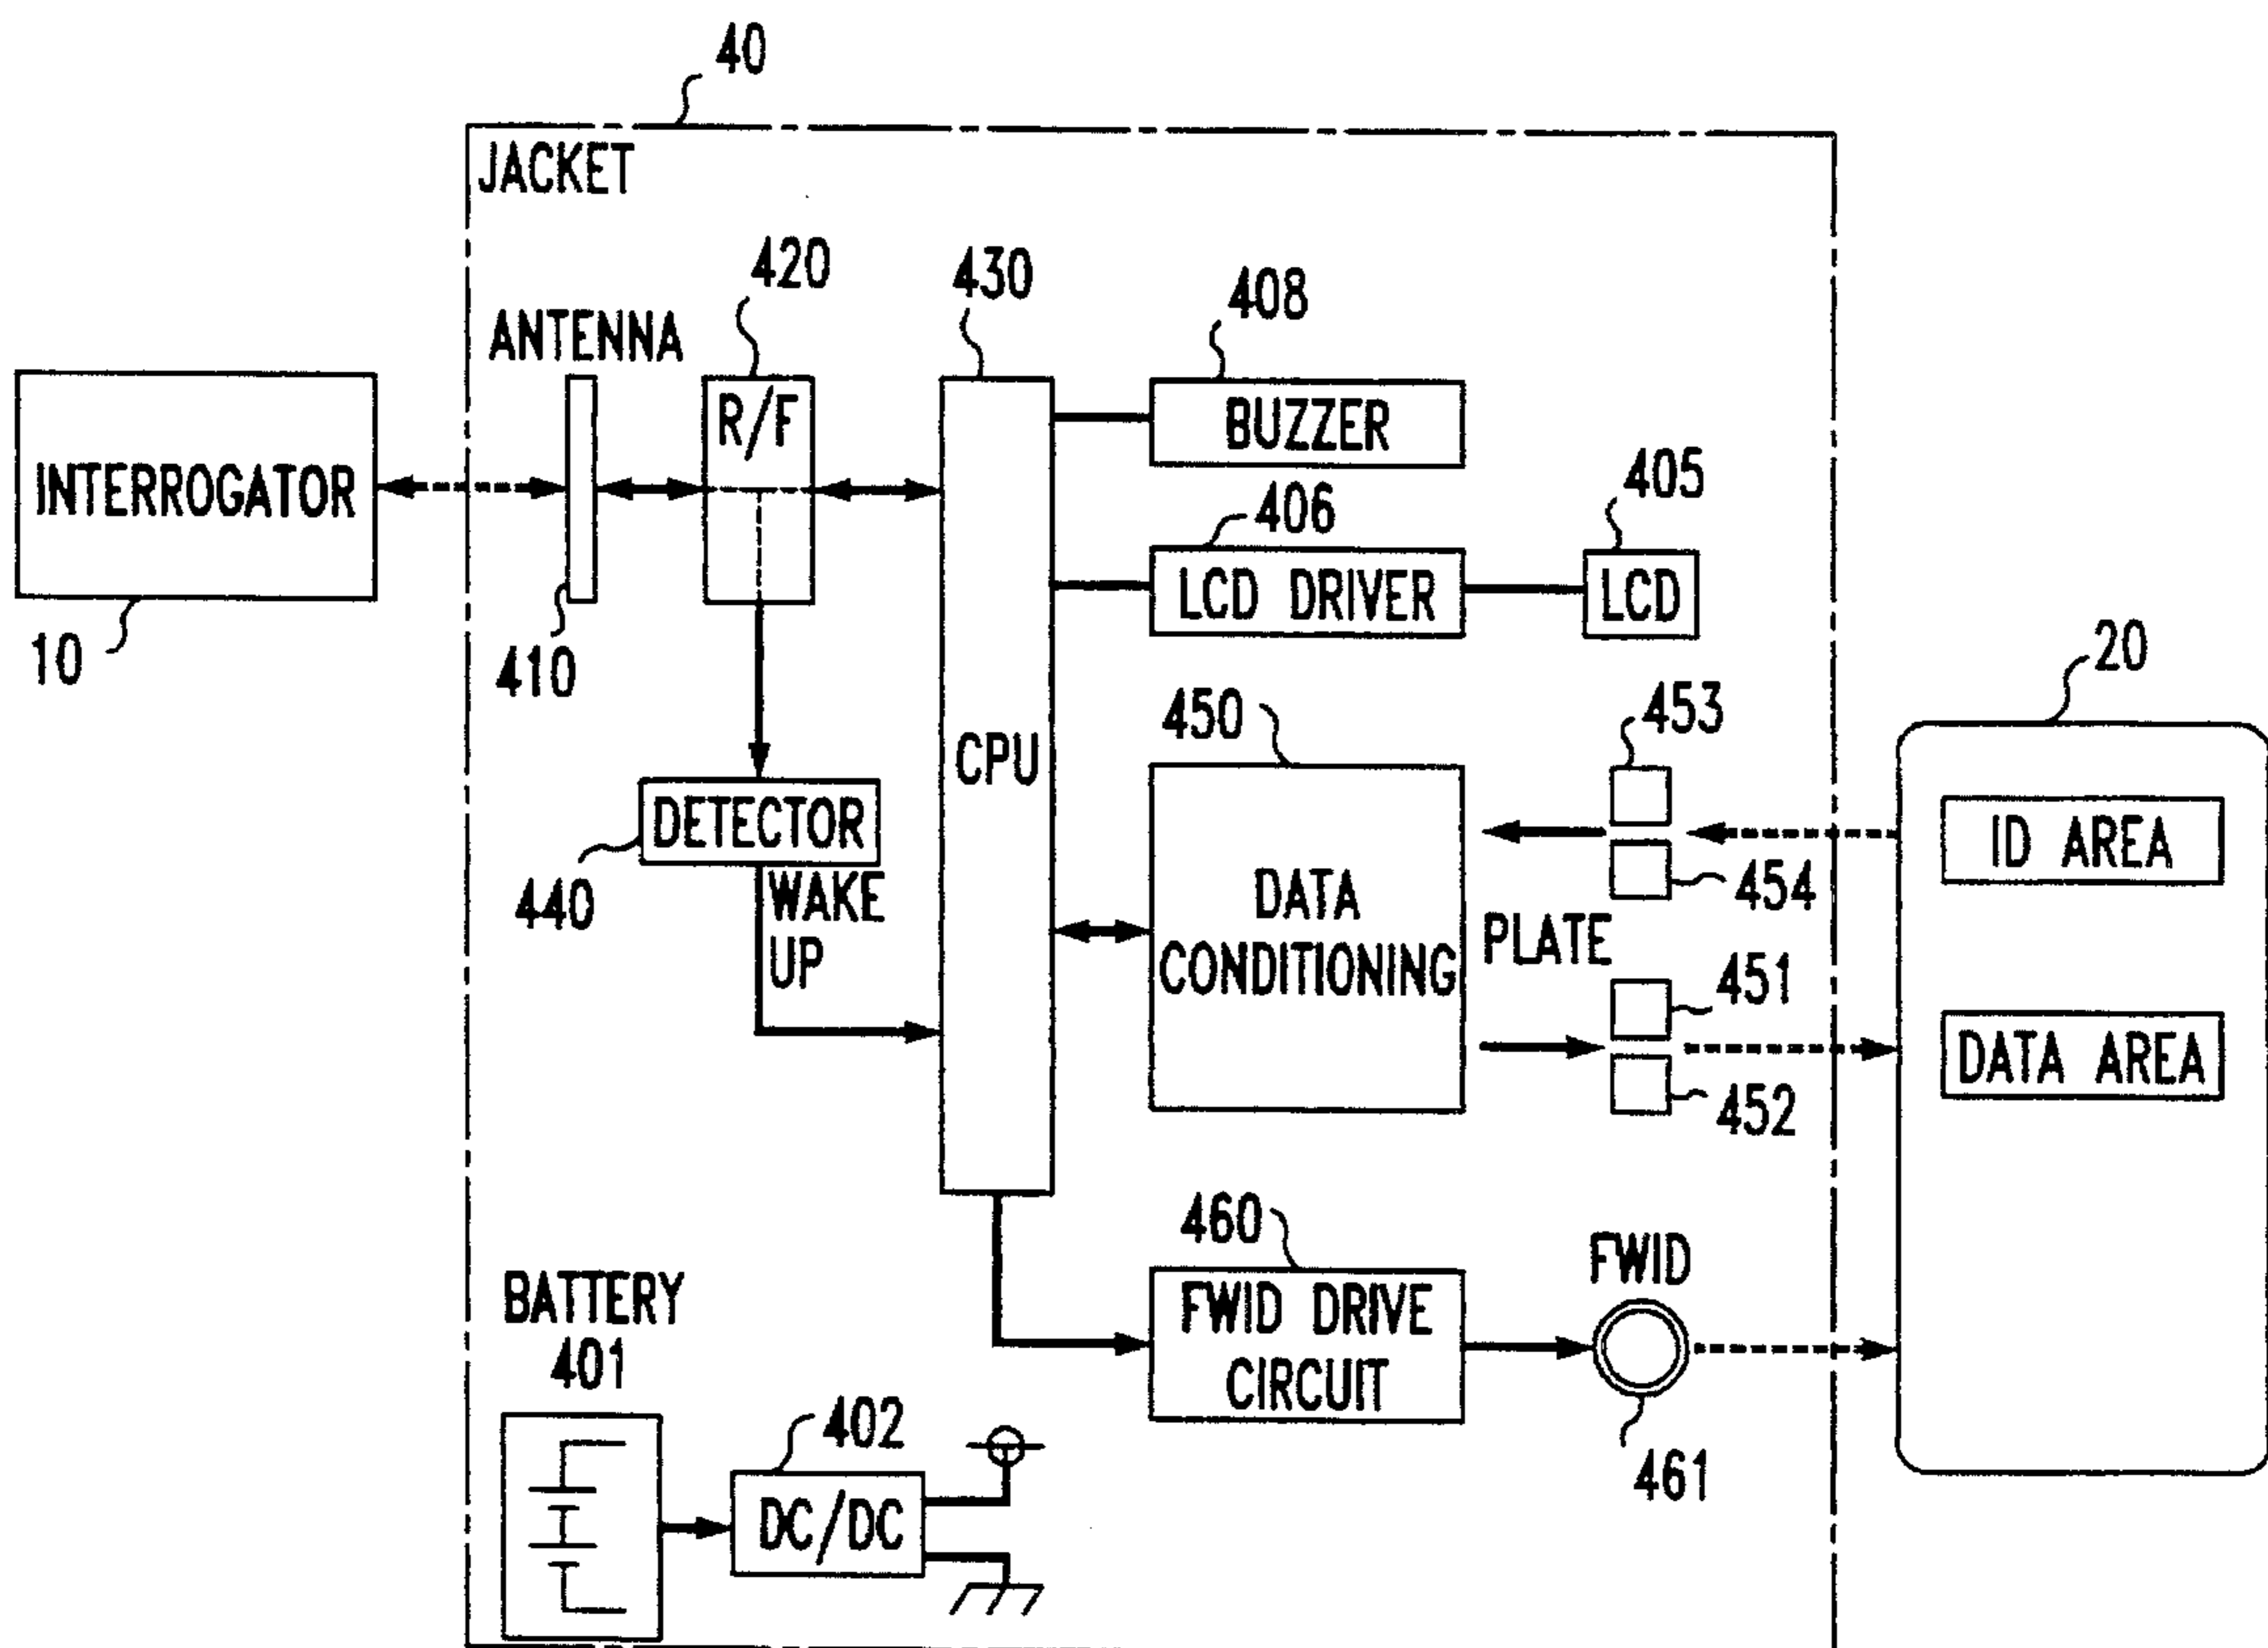 40
JACKET
420
430
408
ANTENNA
R/F
BUZZER
INTERROGATOR
405
406
LCD DRIVER
LCD
10
410
20
450
453
CPU
DETECTOR
ID AREA
440
WAKE
UP
454
DATA
CONDITIONING
PLATE
451
DATA AREA
452
460
FWID
BATTERY
401
FWID DRIVE
CIRCUIT
402
461
DC/DC